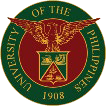 UNIVERSITY OF THE PHILIPPINES
1908